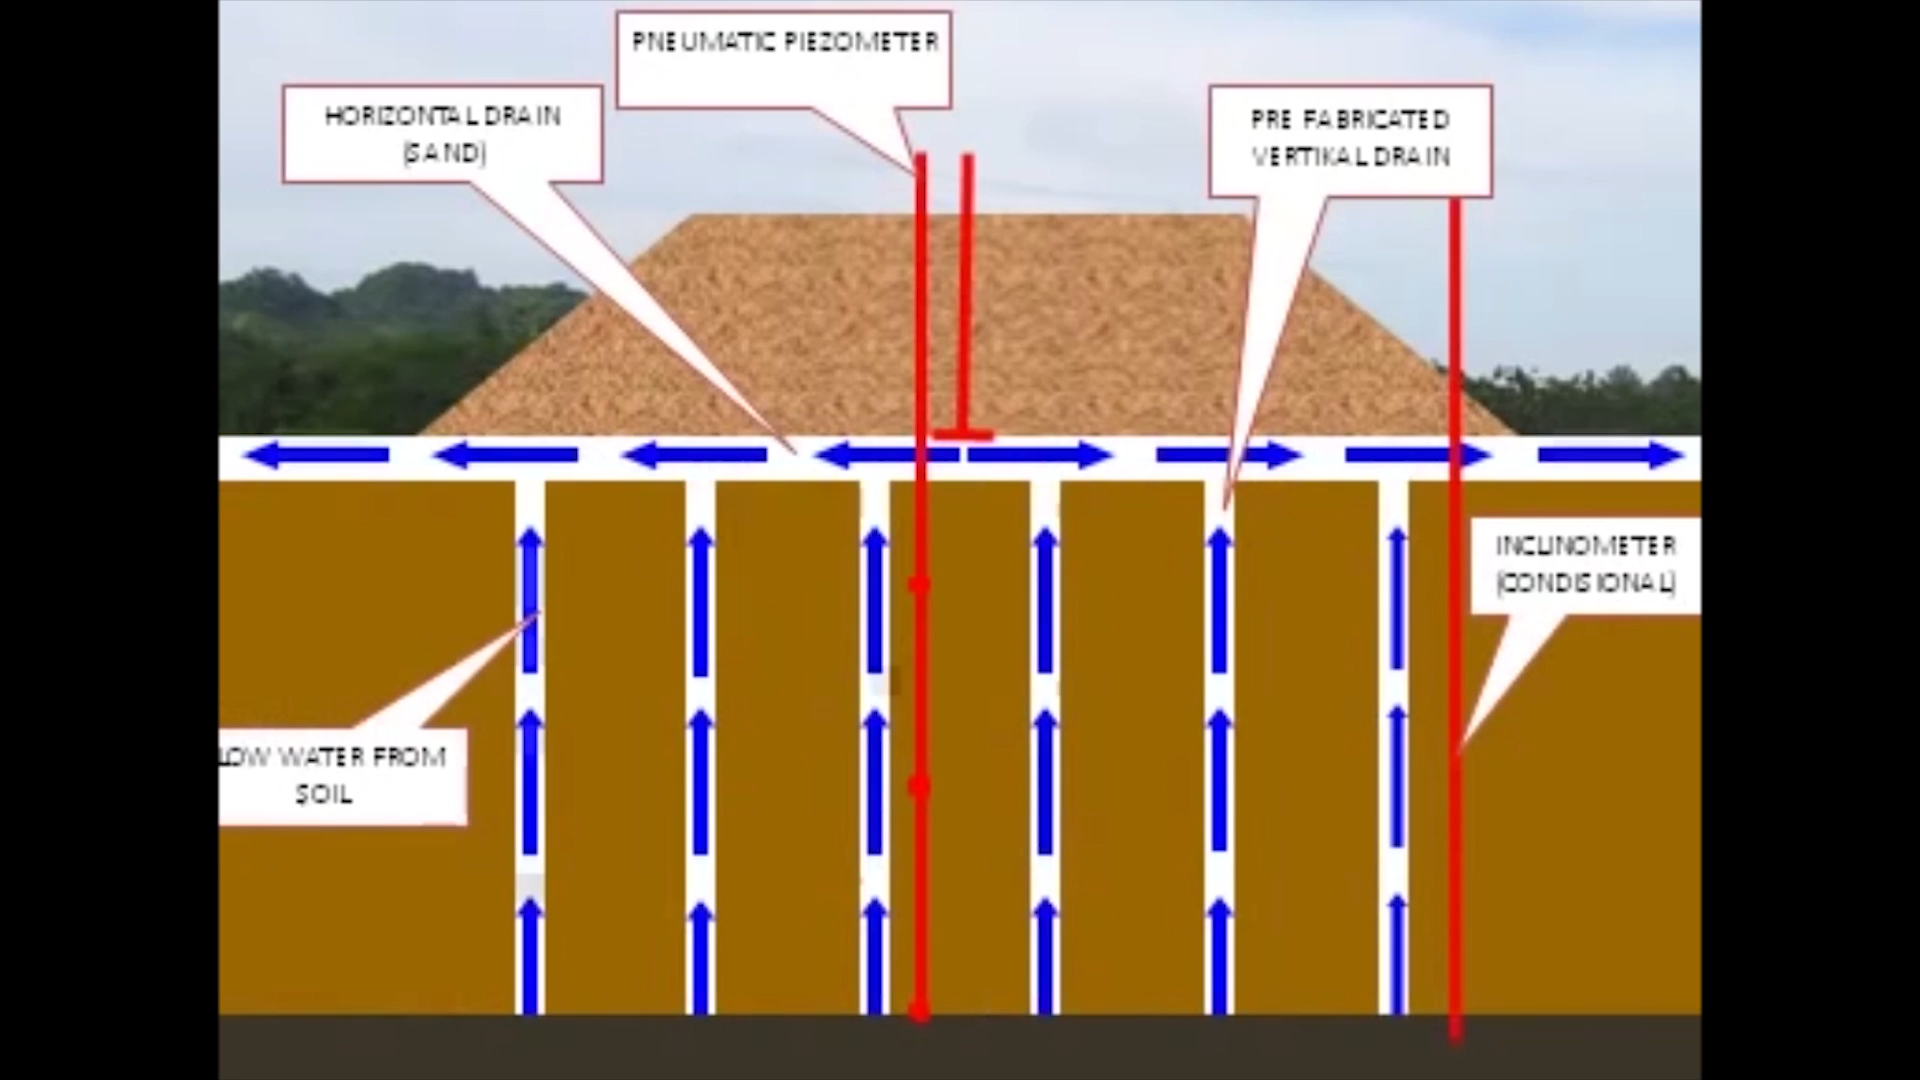 PNEUMATIC PIEZOMETER
HORIZONTAL DRAIN
(SAND)
PRE FABRICATED
VERTIKAL DRAIN
INCLINOMETER
(CONDISIONAL)
LOW WATER FROM
SOIL